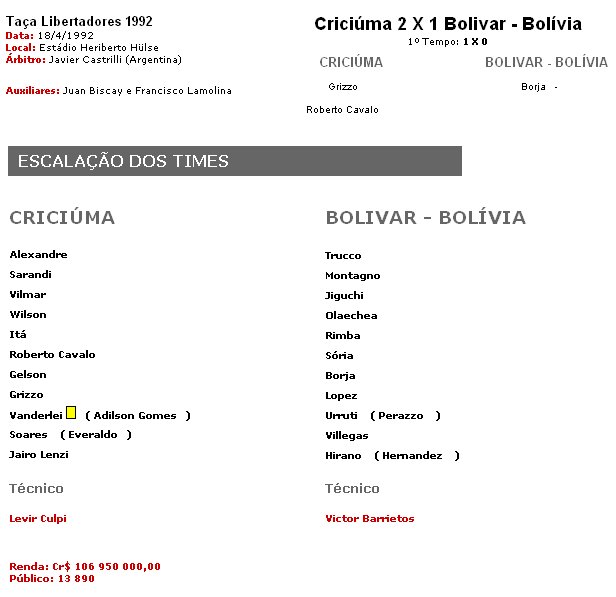 Taça Libertadores 1992
Data: 18/4/1992
Local: Estádio Heriberto Hülse
Árbitro: Javier Castrilli (Argentina)
Auxiliares: Juan Biscay e Francisco Lamolina
Criciúma 2 X 1 Bolivar - Bolívia
1º Tempo: 1 X 0
CRICIÚMA BOLIVAR - BOLÍVIA
Grizzo Borja -
Roberto Cavalo
ESCALAÇÃO DOS TIMES
CRICIÚMA
Alexandre
Sarandi
Vilmar
Wilson
Itá
Roberto Cavalo
Gelson
Grizzo
Vanderlei ( Adilson Gomes )
Soares ( Everaldo )
Jairo Lenzi
Técnico
Levir Culpi
BOLIVAR - BOLÍVIA
Trucco
Montagno
Jiguchi
Olaechea
Rimba
Sória
Borja
Lopez
Urruti ( Perazzo )
Villegas
Hirano ( Hernandez )
Técnico
Victor Barrietos
Renda: Cr$ 106 950 000,00
Público: 13 890